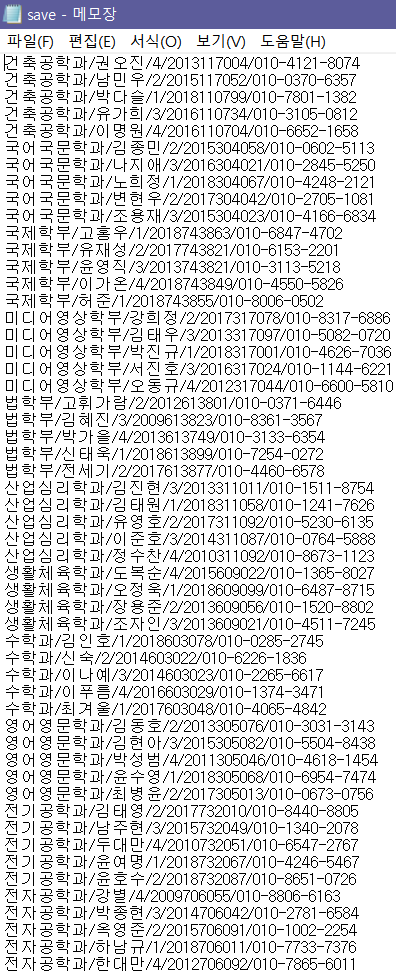 save - 메모장
파일(F) 편집(E) 서식(O) 보기(V) 도움말(H)
건축공학과/권오진/4/2013117004/010-4121-8074
건축공학과/남민우/2/2015117052/010-0370-6357
건축공학과/박다슬/1/2018110799/010-7801-1382
건축공학과/유가희/3/2016110734/010-3105-0812
건축공학과/이명원/4/2016110704/010-6652-1658
국어국문학과/김종민/2/2015304058/010-0602-5113
국어국문학과/나지애/3/2016304021/010-2845-5250
국어국문학과/노희정/1/2018304067/010-4248-2121
국어국문학과/변현우/2/2017304042/010-2705-1081
국어국문학과/조용재/3/2015304023/010-4166-6834
국제학부/고홈우/1/2018743863/010-6847-4702
국제학부/유재성/2/2017743821/010-6153-2201
국제학부/윤영직/3/2013743821/010-3113-5218
국제학부/이가온/4/2018743849/010-4550-5826
국제학부/허준/1/2018743855/010-8006-0502
미디어영상학부/강희정/2/2017317078/010-8317-6886
미디어영상학부/김태우/3/2013317097/010-5082-0720
미디어영상학부/박진규/1/2018317001/010-4626-7036
미디어영상학부/서진호/3/2016317024/010-1144-6221
미디어영상학부/오동규/4/2012317044/010-6600-5810
법학부/고휘가람/2/2012613801/010-0371-6446
법학부/김혜진/3/2009613823/010-8361-3567
법학부/박가을/4/2013613749/010-3133-6354
법학부/신태욱/1/2018613899/010-7254-0272
법학부/전세기/2/2017613877/010-4460-6578
산업심리학과/김진현/3/2013311011/010-1511-8754
산업심리학과/김태원/1/2018311058/010-1241-7626
산업심리학과/유영호/2/2017311092/010-5230-6135
산업심리학과/이준호/3/2014311087/010-0764-5888
산업심리학과/정수찬/4/2010311092/010-8673-1123
생활체육학과/도복순/4/2015609022/010-1365-8027
생활체육학과/오정욱/1/2018609099/010-6487-8715
생활체육학과/장용준/2/2013609056/010-1520-8802
생활체육학과/조자인/3/2013609021/010-4511-7245
수학과/김인호/1/2018603078/010-0285-2745
수학과/신숙/2/2014603022/010-6226-1836
수학과/이나예/3/2014603023/010-2265-6617
수학과/이푸름/4/2016603029/010-1374-3471
수학과/최겨울/1/2017603048/010-4065-4842
영어영문학과/김동호/2/2013305076/010-3031-3143
영어영문학과/김현아/3/2015305082/010-5504-8438
영어영문학과/박성범/4/2011305046/010-4618-1454
영어영문학과/윤수영/1/2018305068/010-6954-7474
영어영문학과/최병윤/2/2017305013/010-0673-0756
전기공학과/김태영/2/2017732010/010-8440-8805
전기공학과/남주현/3/2015732049/010-1340-2078
전기공학과/두대만/4/2010732051/010-6547-2767
전기공학과/윤여명/1/2018732067/010-4246-5467
전기공학과/윤호수/2/2018732087/010-8651-0726
전자공학과/강별/4/2009706055/010-8806-6163
전자공학과/박종현/3/2014706042/010-2781-6584
전자공학과/옥영준/2/2015706091/010-1002-2254
전자공학과/하남규/1/2018706011/010-7733-7376
전자공학과/한대만/4/2012706092/010-7865-6011